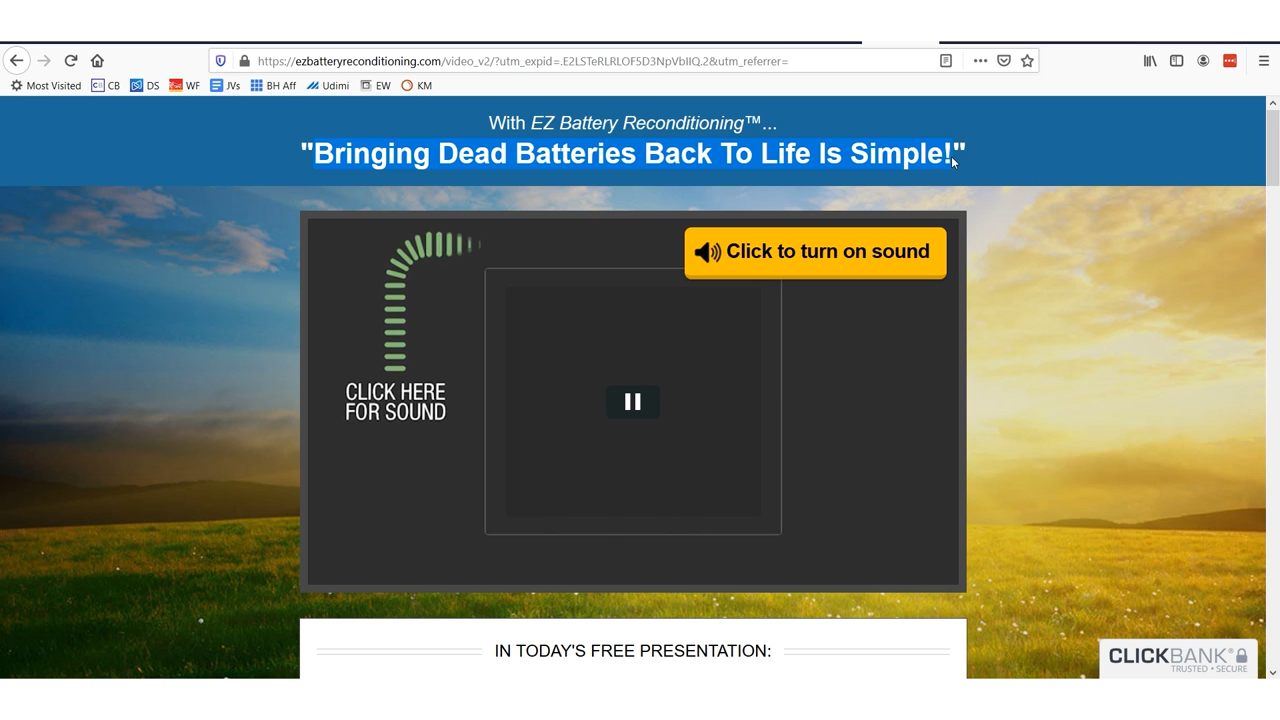 https://ezbatteryreconditioning.com/video_v2/?utm_expid=.E2LSTeRLRLOF5D3NpVbIIQ.2&utm_referrer=
Most Visited CB DS WF JVs BH Aff Udimi EW KM
With EZ Battery Reconditioning™...
"Bringing Dead Batteries Back To Life Is Simple!"
Click to turn on sound
CLICK HERE
FOR SOUND
IN TODAY'S FREE PRESENTATION:
CLICKBANK®
TRUSTED • SECURE